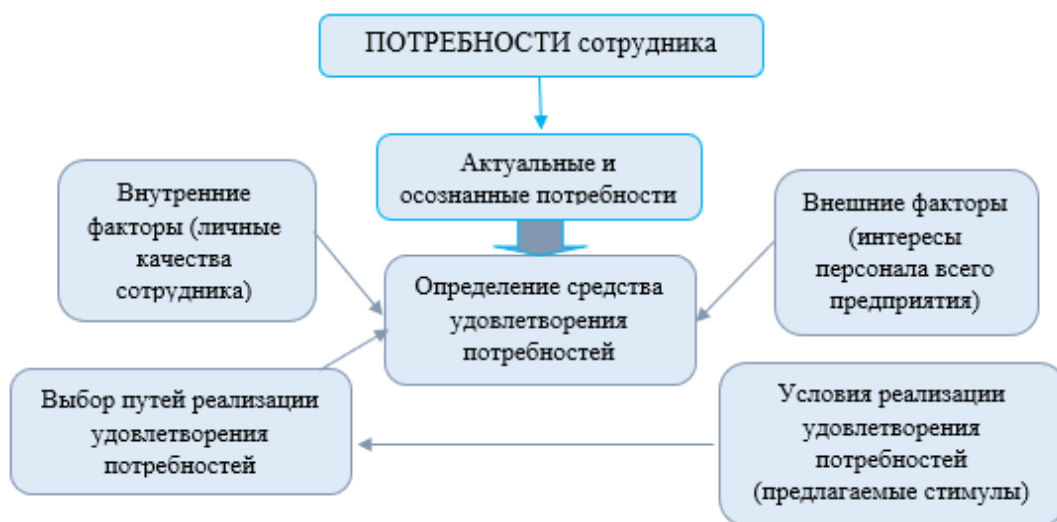 ПОТРЕБНОСТИ сотрудника
Актуальные и
осознанные потребности
Внутренние
факторы (личные
качества
сотрудника)
Внешние факторы
(интересы
персонала всего
предприятия)
Определение средства
удовлетворения
потребностей
Выбор путей реализации
удовлетворения
потребностей
Условия реализации
удовлетворения
потребностей
(предлагаемые стимулы)